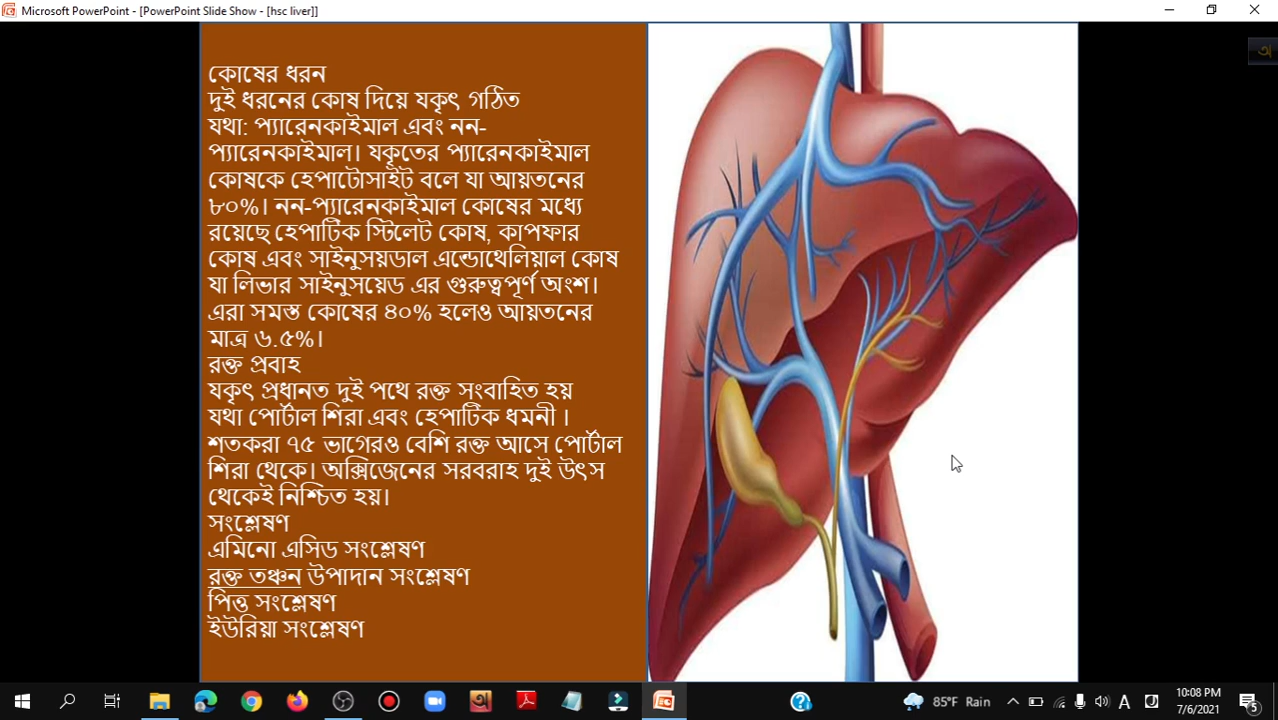 Microsoft PowerPoint - [PowerPoint Slide Show - [hsc liver]]
অ
কোষের ধরন
দুই ধরনের কোষ দিয়ে যকৃৎ গঠিত
যথা: প্যারেনকাইমাল এবং নন-
প্যারেনকাইমাল। যকৃতের প্যারেনকাইমাল
কোষকে হেপাটোসাইট বলে যা আয়তনের
৮০%। নন-প্যারেনকাইমাল কোষের মধ্যে
রয়েছে হেপাটিক স্টিলেট কোষ, কাপফার
কোষ এবং সাইনুসয়ডাল এন্ডোথেলিয়াল কোষ
যা লিভার সাইনুসয়েড এর গুরুত্বপূর্ণ অংশ।
এরা সমস্ত কোষের ৪০% হলেও আয়তনের
মাত্র ৬.৫%।
রক্ত প্রবাহ
যকৃৎ প্রধানত দুই পথে রক্ত সংবাহিত হয়
যথা পোর্টাল শিরা এবং হেপাটিক ধমনী ।
শতকরা ৭৫ ভাগেরও বেশি রক্ত আসে পোর্টাল
শিরা থেকে। অক্সিজেনের সরবরাহ দুই উৎস
থেকেই নিশ্চিত হয়।
সংশ্লেষণ
এমিনো এসিড সংশ্লেষণ
রক্ত তঞ্চন উপাদান সংশ্লেষণ
পিত্ত সংশ্লেষণ
ইউরিয়া সংশ্লেষণ
85°F Rain
A
10:08 PM
7/6/2021
5